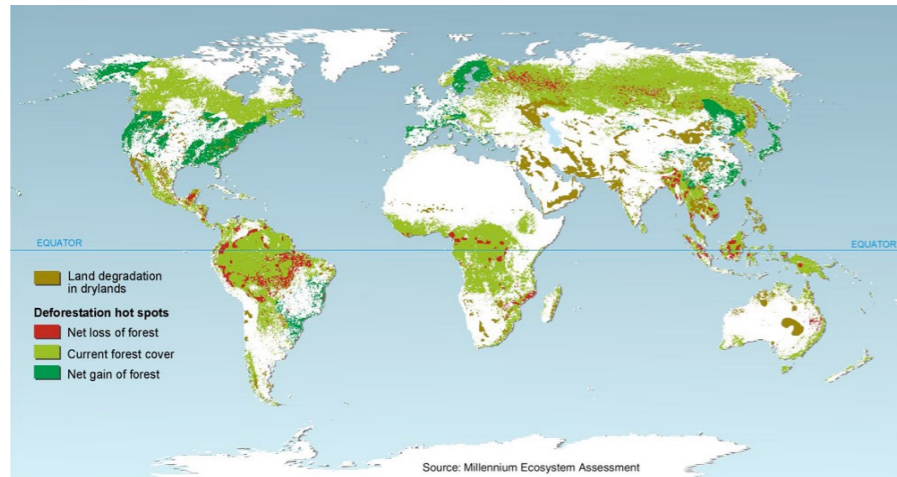 EQUATOR
EQUATOR
Land degradation
in drylands
Deforestation hot spots
Net loss of forest
Current forest cover
Net gain of forest
Source: Millennium Ecosystem Assessment